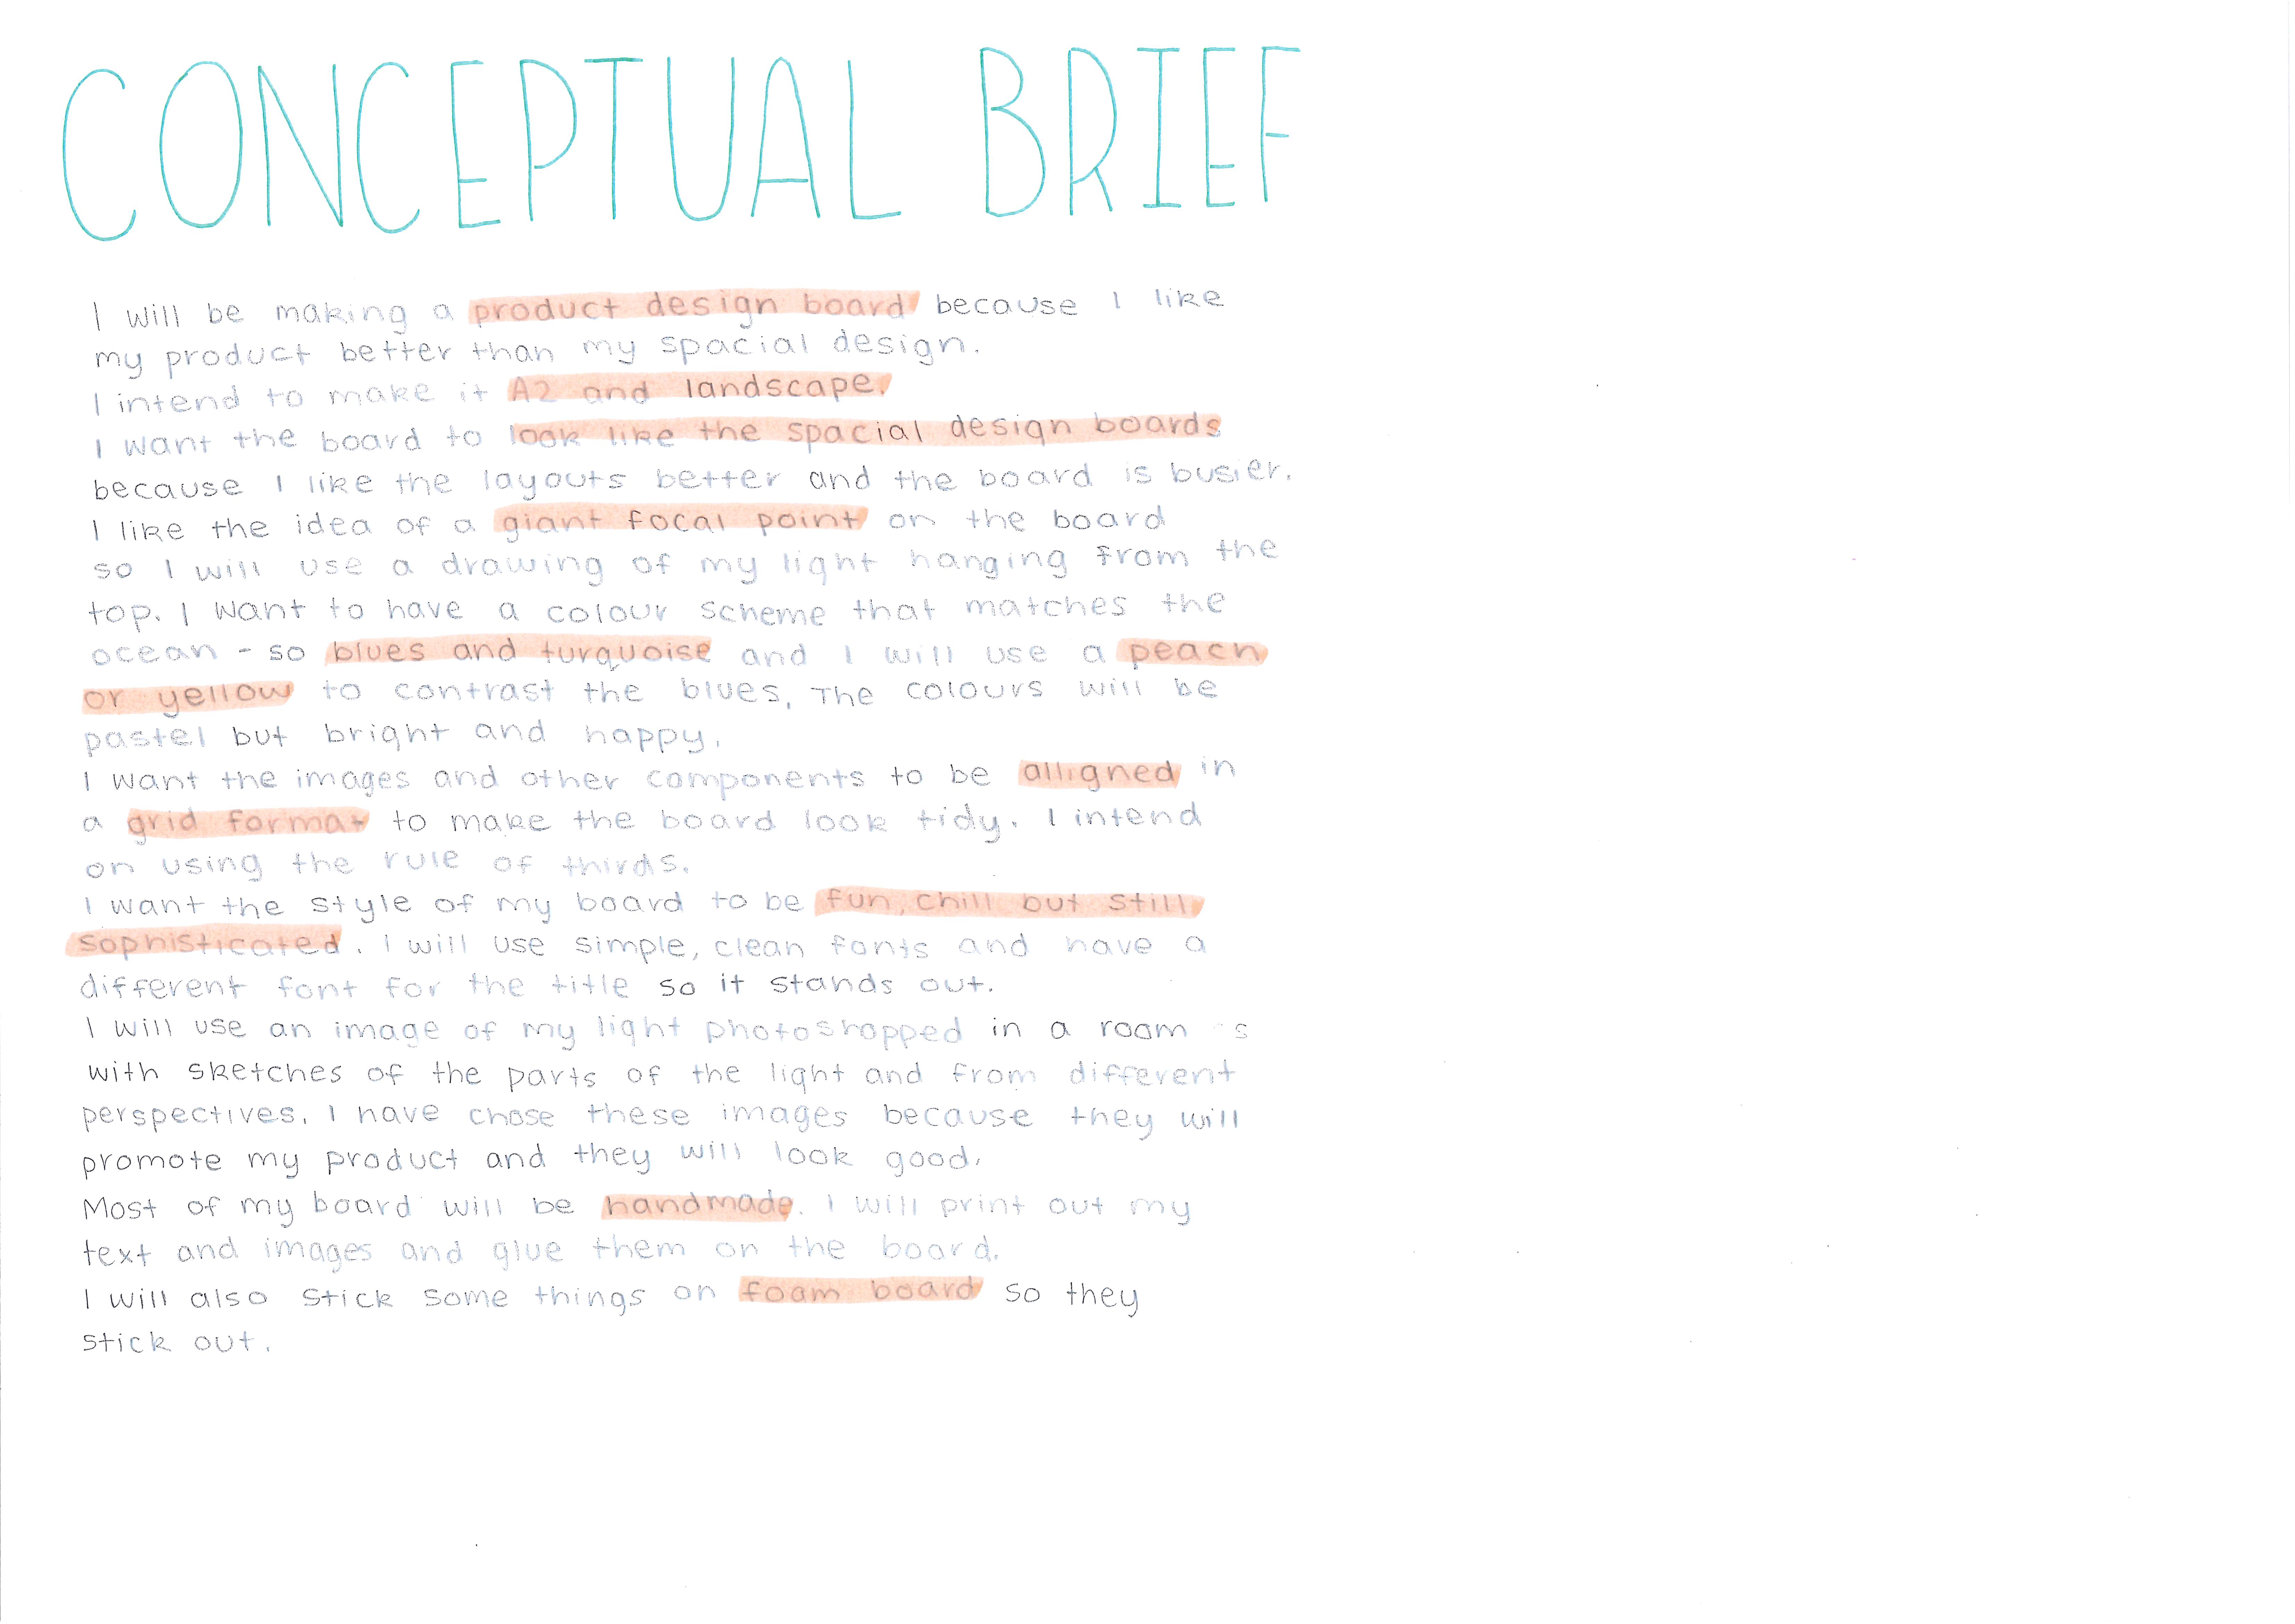 CONCEPTUAL BRIEF
I will be making a product design board because I like
my product better than my spacial design.
I intend to make it A2 and landscape.
I want the board to look like the spacial design boards
because I like the layouts better and the board is busier.
I like the idea of a giant focal point on the board
so I will use a drawing of my light hanging from the
top. I want to have a colour scheme that matches the
ocean - so blues and turquoise and I will use a peach
or yellow to contrast the blues. The colours will be
pastel but bright and happy.
I want the images and other components to be alligned in
a grid format to make the board look tidy. I intend
on using the rule of thirds.
I want the style of my board to be fun, chill but still
sophisticated. I will use simple, clean fonts and have a
different font for the title so it stands out.
I will use an image of my light photoshopped in a room s
with sketches of the parts of the light and from different
perspectives. I have chose these images because they will
promote my product and they will look good.
Most of my board will be handmade. I will print out my
text and images and glue them on the board.
I will also stick some things on foam board so they
stick out.